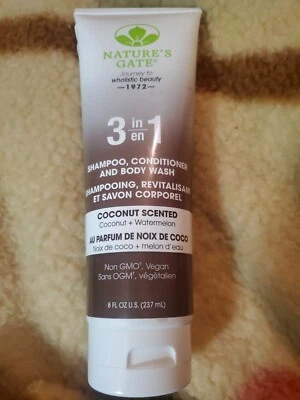 NATURE'S
GATE®
Journey to
wholistic beauty
—1972—
3 in/en 1
SHAMPOO, CONDITIONER
AND BODY WASH
SHAMPOOING, REVITALISANT
ET SAVON CORPOREL
COCONUT SCENTED
Coconut + Watermelon
AU PARFUM DE NOIX DE COCO
Noix de coco + melon d'eau
Non GMO†, Vegan
Sans OGM†, végétalien
8 FL OZ U.S. (237 mL)